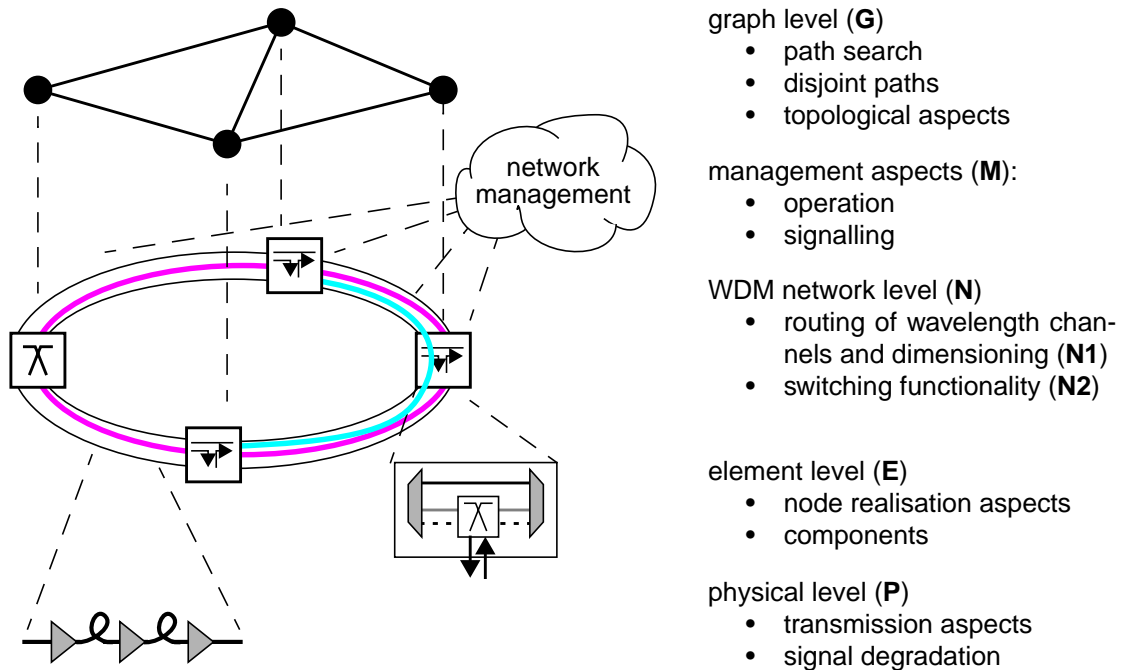 graph level (G)
• path search
• disjoint paths
• topological aspects
network
management
management aspects (M):
• operation
• signalling
WDM network level (N)
• routing of wavelength chan-
nels and dimensioning (N1)
• switching functionality (N2)
element level (E)
• node realisation aspects
• components
physical level (P)
• transmission aspects
• signal degradation